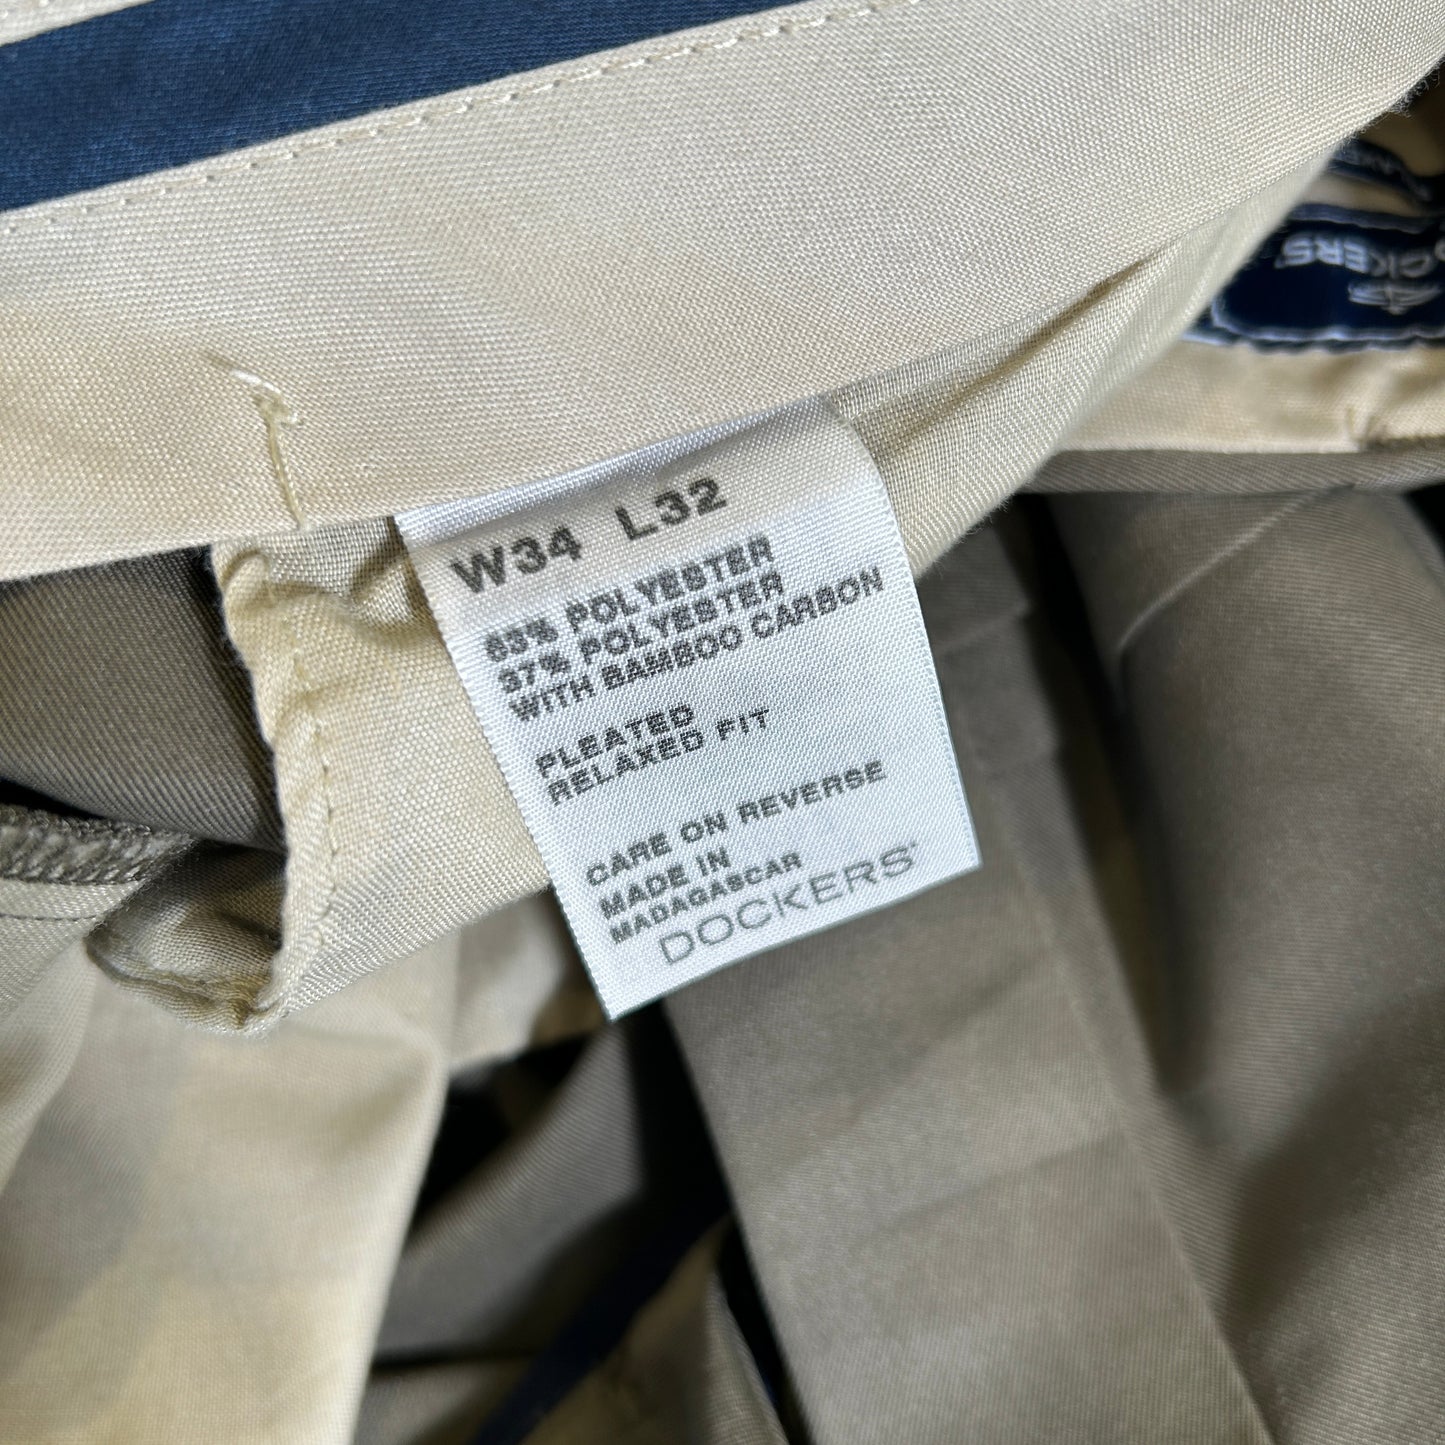 W34 L32
63% POLYESTER
37% POLYESTER
WITH BAMBOO CARBON
PLEATED
RELAXED FIT
CARE ON REVERSE
MADE IN
MADAGASCAR
DOCKERS®
DOCKERS®